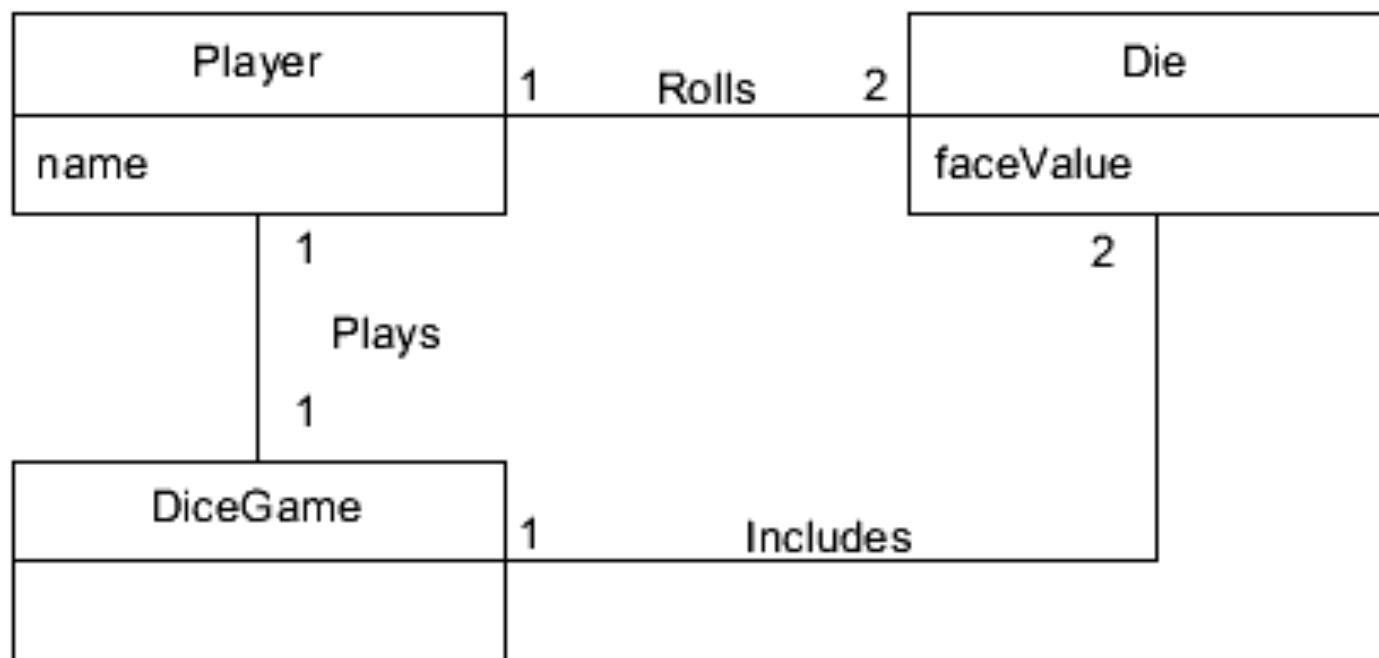 Player
Die
1 Rolls 2
name
faceValue
1
2
Plays
1
DiceGame
1 Includes